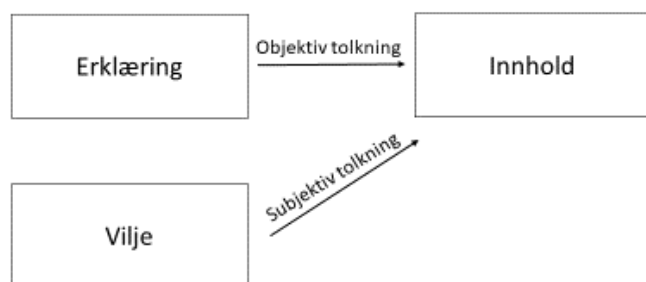 Erklæring
Objektiv tolkning
Innhold
Subjektiv tolkning
Vilje